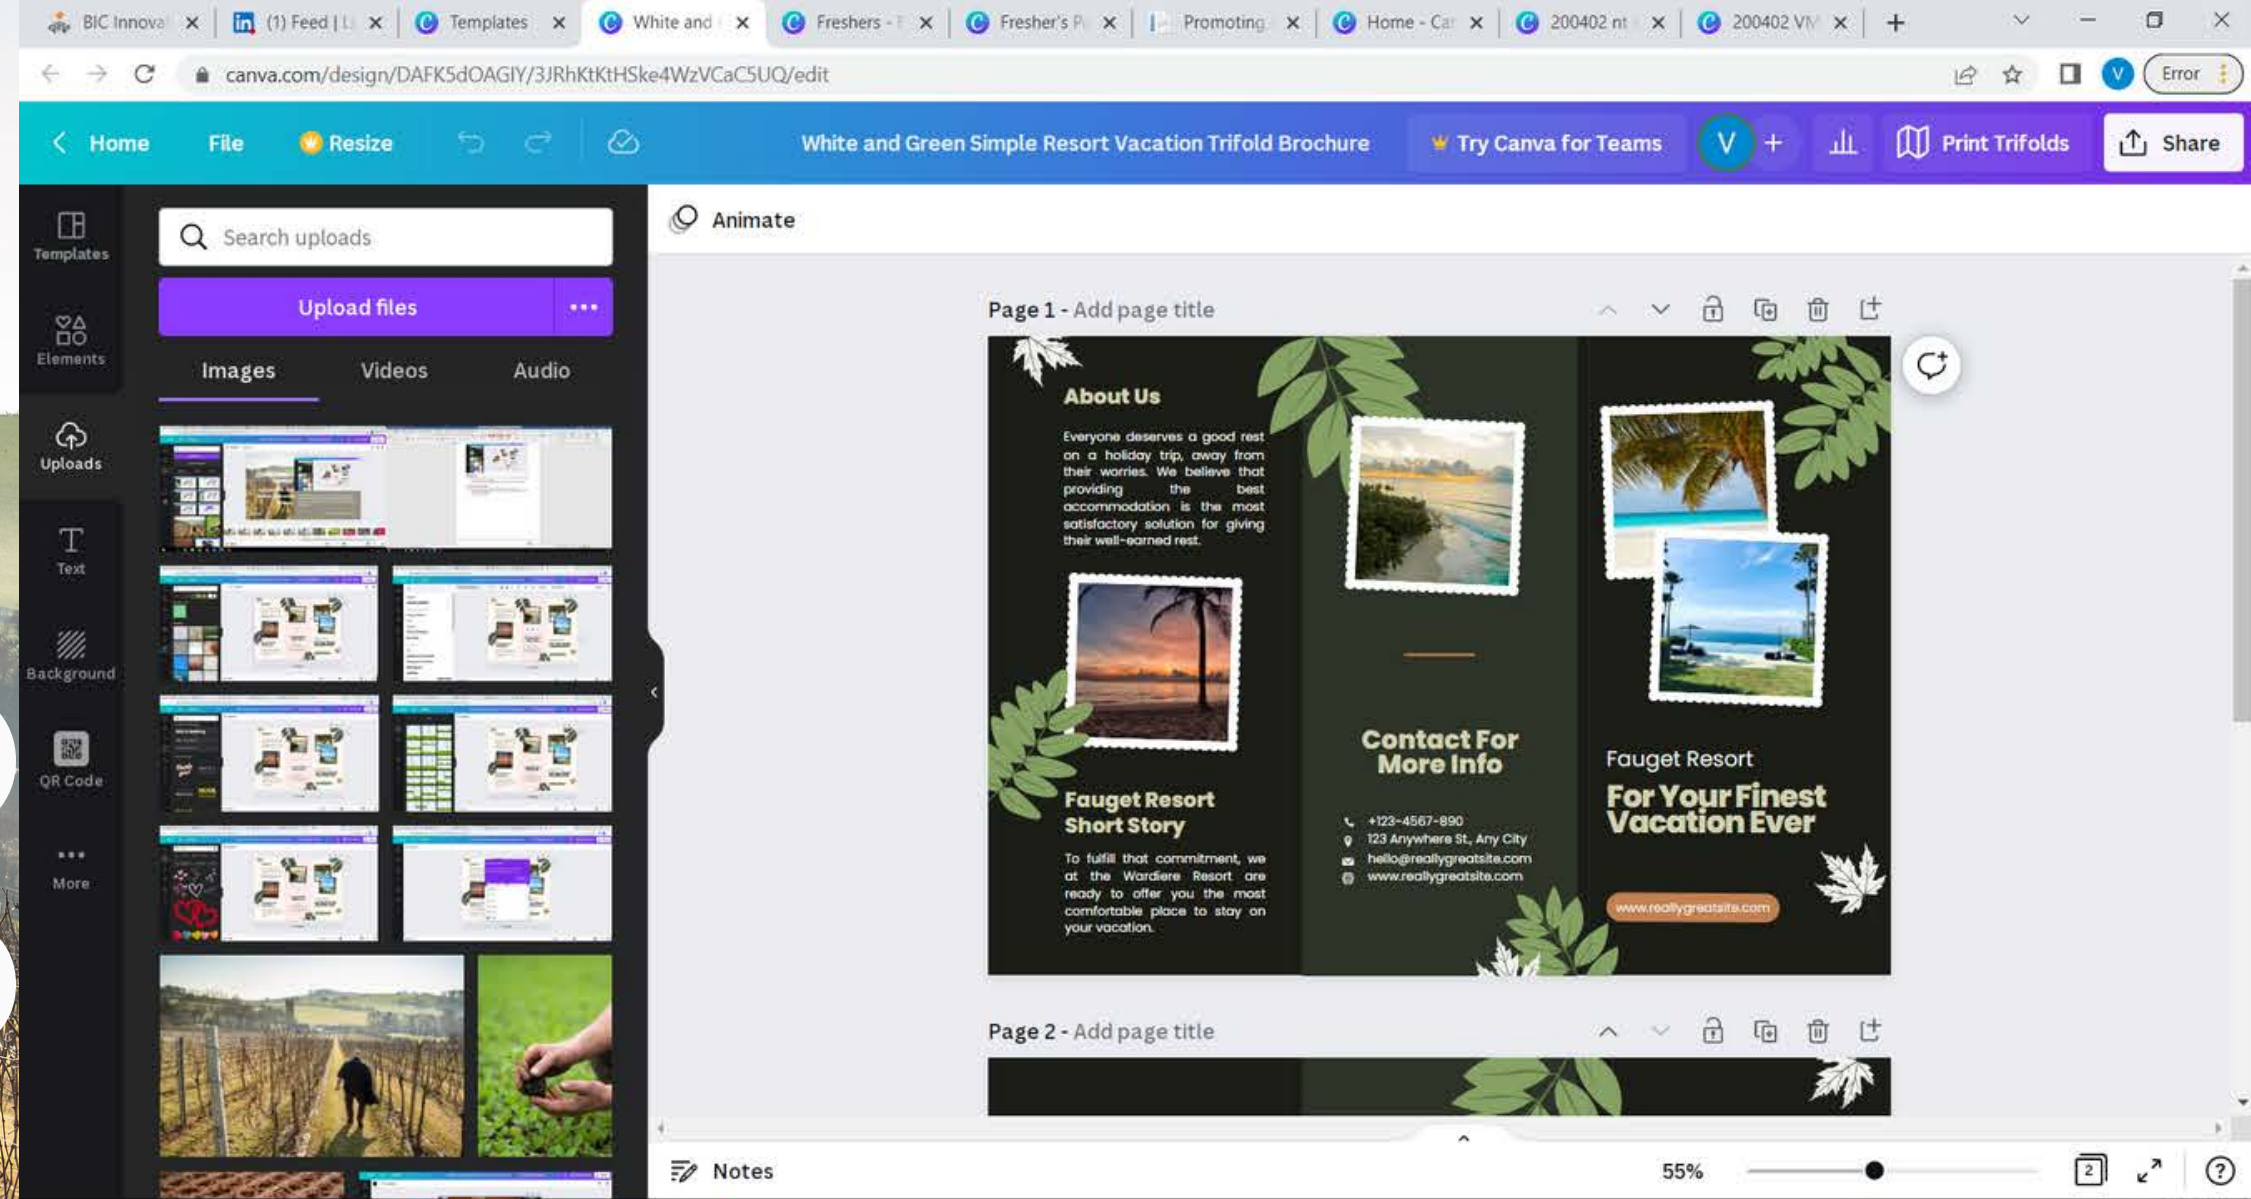 BIC Innova
(1) Feed | L
Templates
White and
Freshers -
Fresher's P
Promoting
Home - Ca
200402 nt
200402 VM
canva.com/design/DAFK5dOAGIY/3JRhKtKtHSke4WzVCaC5UQ/edit
V
Error
Home
File
Resize
White and Green Simple Resort Vacation Trifold Brochure
Try Canva for Teams
V
Print Trifolds
Share
Templates
Elements
Uploads
Text
Background
QR Code
More
Search uploads
Upload files
Images
Videos
Audio
Animate
Page 1 - Add page title
About Us
Everyone deserves a good rest
on a holiday trip, away from
their worries. We believe that
providing the best
accommodation is the most
satisfactory solution for giving
their well-earned rest.
Fauget Resort
Short Story
To fulfill that commitment, we
at the Wardiere Resort are
ready to offer you the most
comfortable place to stay on
your vacation.
Contact For
More Info
+123-4567-890
123 Anywhere St., Any City
hello@reallygreatsite.com
www.reallygreatsite.com
Fauget Resort
For Your Finest
Vacation Ever
www.reallygreatsite.com
Page 2 - Add page title
Notes
55%
2